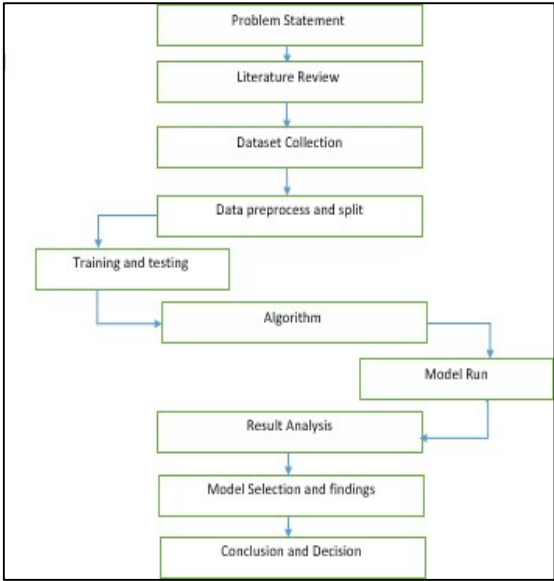 Problem Statement
Literature Review
Dataset Collection
Data preprocess and split
Training and testing
Algorithm
Model Run
Result Analysis
Model Selection and findings
Conclusion and Decision